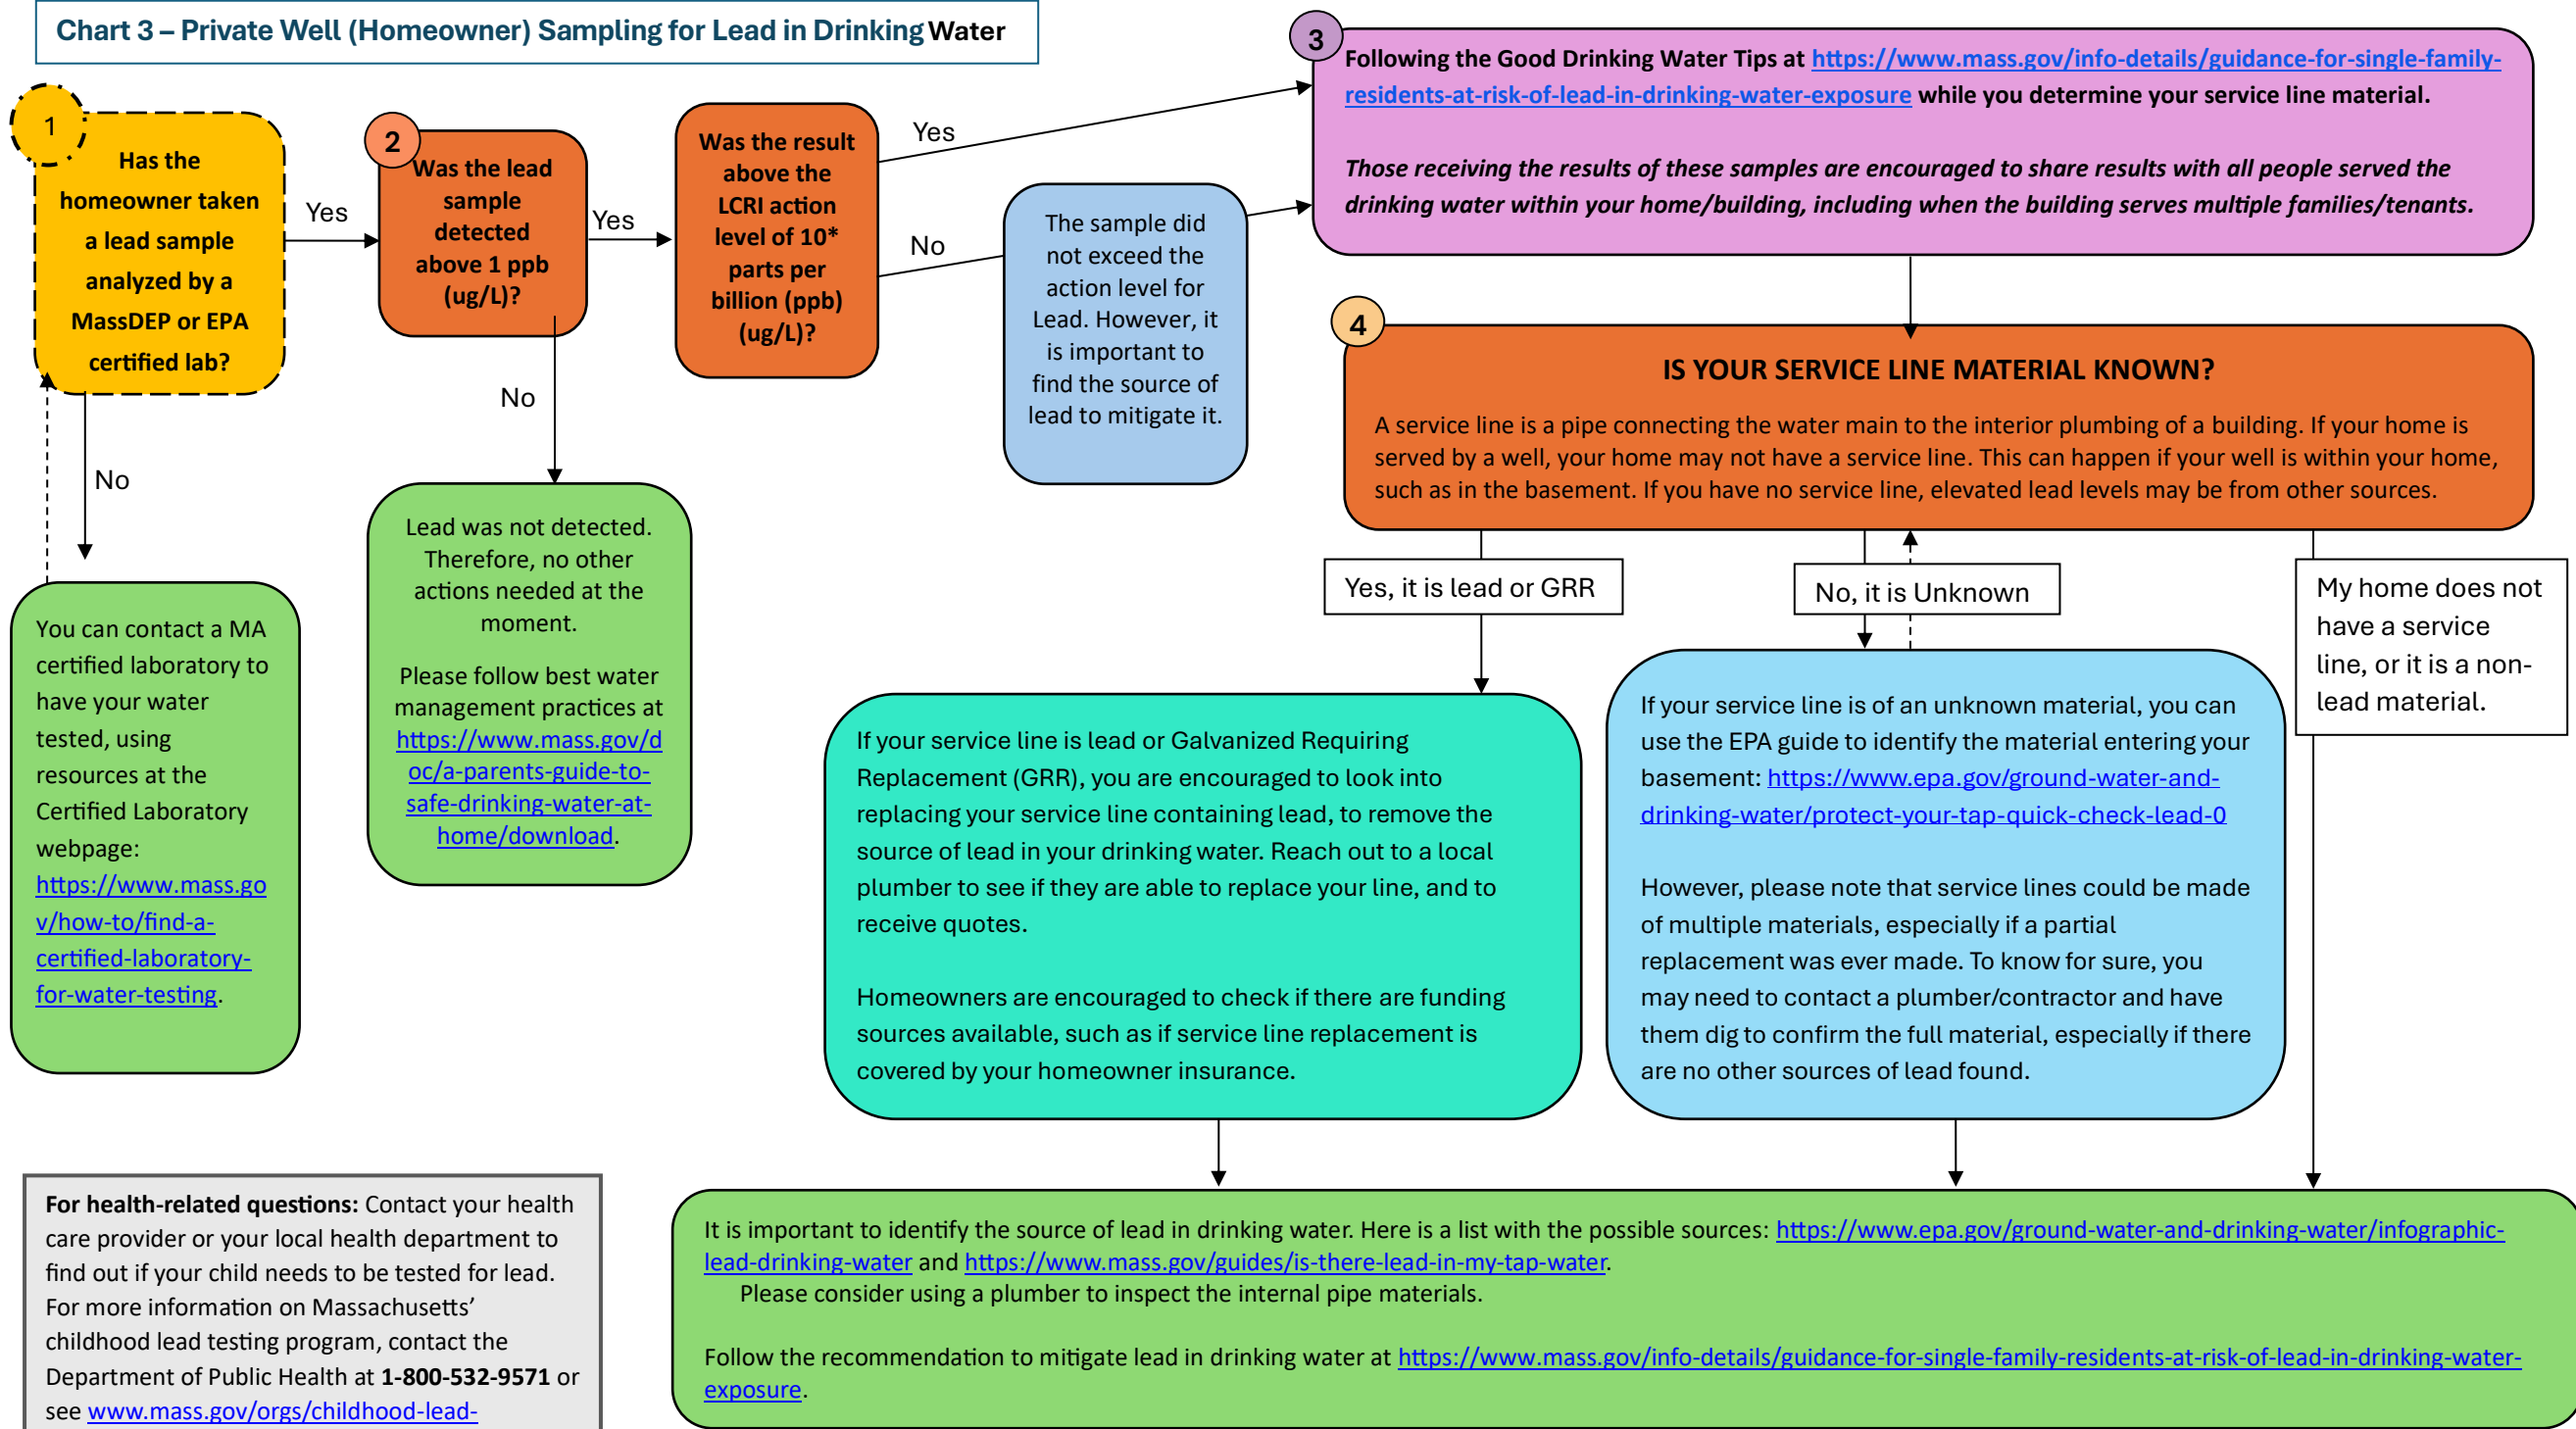 Chart 3 – Private Well (Homeowner) Sampling for Lead in Drinking Water
1
Has the
homeowner taken
a lead sample
analyzed by a
MassDEP or EPA
certified lab?
Yes
No
You can contact a MA
certified laboratory to
have your water
tested, using
resources at the
Certified Laboratory
webpage:
https://www.mass.go
v/how-to/find-a-
certified-laboratory-
for-water-testing.
2
Was the lead
sample
detected
above 1 ppb
(ug/L)?
Yes
No
Lead was not detected.
Therefore, no other
actions needed at the
moment.
Please follow best water
management practices at
https://www.mass.gov/d
oc/a-parents-guide-to-
safe-drinking-water-at-
home/download.
Was the result
above the
LCRI action
level of 10*
parts per
billion (ppb)
(ug/L)?
Yes
No
The sample did
not exceed the
action level for
Lead. However, it
is important to
find the source of
lead to mitigate it.
3
Following the Good Drinking Water Tips at https://www.mass.gov/info-details/guidance-for-single-family-
residents-at-risk-of-lead-in-drinking-water-exposure while you determine your service line material.
Those receiving the results of these samples are encouraged to share results with all people served the
drinking water within your home/building, including when the building serves multiple families/tenants.
4
IS YOUR SERVICE LINE MATERIAL KNOWN?
A service line is a pipe connecting the water main to the interior plumbing of a building. If your home is
served by a well, your home may not have a service line. This can happen if your well is within your home,
such as in the basement. If you have no service line, elevated lead levels may be from other sources.
Yes, it is lead or GRR
No, it is Unknown
My home does not
have a service
line, or it is a non-
lead material.
If your service line is lead or Galvanized Requiring
Replacement (GRR), you are encouraged to look into
replacing your service line containing lead, to remove the
source of lead in your drinking water. Reach out to a local
plumber to see if they are able to replace your line, and to
receive quotes.
Homeowners are encouraged to check if there are funding
sources available, such as if service line replacement is
covered by your homeowner insurance.
If your service line is of an unknown material, you can
use the EPA guide to identify the material entering your
basement: https://www.epa.gov/ground-water-and-
drinking-water/protect-your-tap-quick-check-lead-0
However, please note that service lines could be made
of multiple materials, especially if a partial
replacement was ever made. To know for sure, you
may need to contact a plumber/contractor and have
them dig to confirm the full material, especially if there
are no other sources of lead found.
For health-related questions: Contact your health
care provider or your local health department to
find out if your child needs to be tested for lead.
For more information on Massachusetts’
childhood lead testing program, contact the
Department of Public Health at 1-800-532-9571 or
see www.mass.gov/orgs/childhood-lead-
It is important to identify the source of lead in drinking water. Here is a list with the possible sources: https://www.epa.gov/ground-water-and-drinking-water/infographic-
lead-drinking-water and https://www.mass.gov/guides/is-there-lead-in-my-tap-water.
Please consider using a plumber to inspect the internal pipe materials.
Follow the recommendation to mitigate lead in drinking water at https://www.mass.gov/info-details/guidance-for-single-family-residents-at-risk-of-lead-in-drinking-water-
exposure.